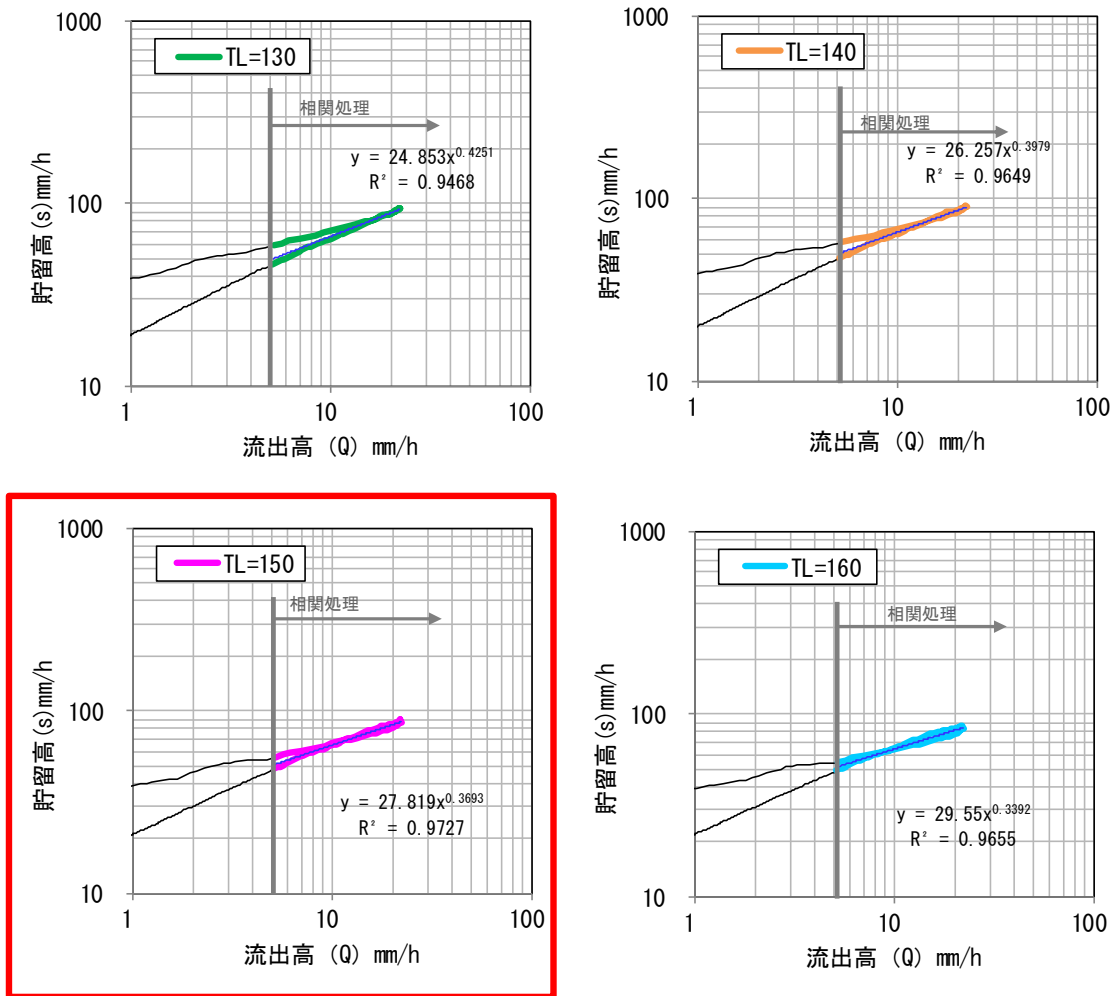 1000
TL=130
相関処理
y = 24.853x^0.4251
R² = 0.9468
100
10
1
10
100
貯留高(s)mm/h
流出高（Q）mm/h
1000
TL=140
相関処理
y = 26.257x^0.3979
R² = 0.9649
100
10
1
10
100
貯留高(s)mm/h
流出高（Q）mm/h
1000
TL=150
相関処理
100
y = 27.819x^0.3693
R² = 0.9727
10
1
10
100
貯留高(s)mm/h
流出高（Q）mm/h
1000
TL=160
相関処理
100
y = 29.55x^0.3392
R² = 0.9655
10
1
10
100
貯留高(s)mm/h
流出高（Q）mm/h